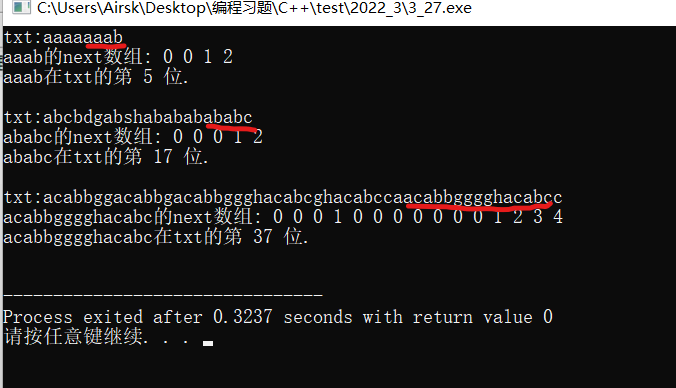 C:\Users\Airsk\Desktop\编程习题\C++\test\2022_3\3_27.exe
txt:aaaaaaab
aaab的next数组: 0 0 1 2
aaab在txt的第 5 位.
txt:abcbdgabshabababababc
ababc的next数组: 0 0 0 1 2
ababc在txt的第 17 位.
txt:acabbggacabbgacabbggghacabcghacabccaacabbgggghacabcc
acabbgggghacabc的next数组: 0 0 0 1 0 0 0 0 0 0 0 1 2 3 4
acabbgggghacabc在txt的第 37 位.
--------------------------------
Process exited after 0.3237 seconds with return value 0
请按任意键继续. . .